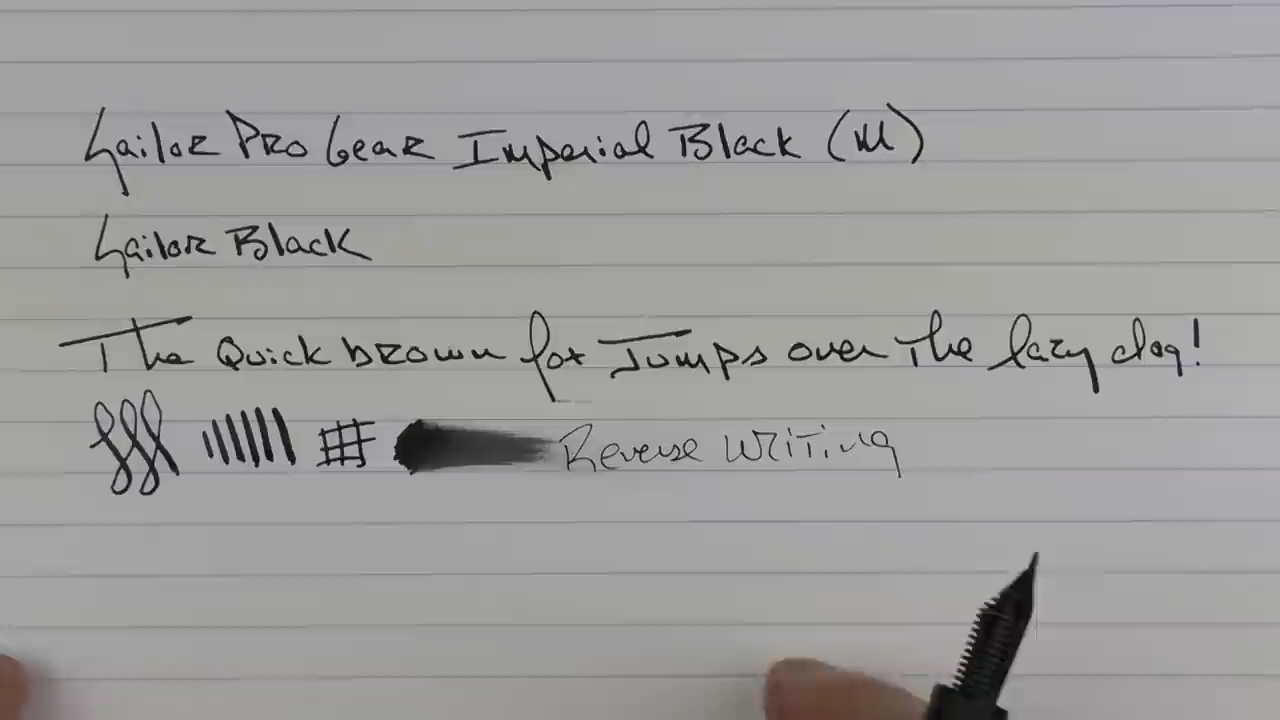 Sailor Pro Gear Imperial Black (M)
Sailor Black
The Quick brown fox Jumps over The lazy dog!
Reverse Writing